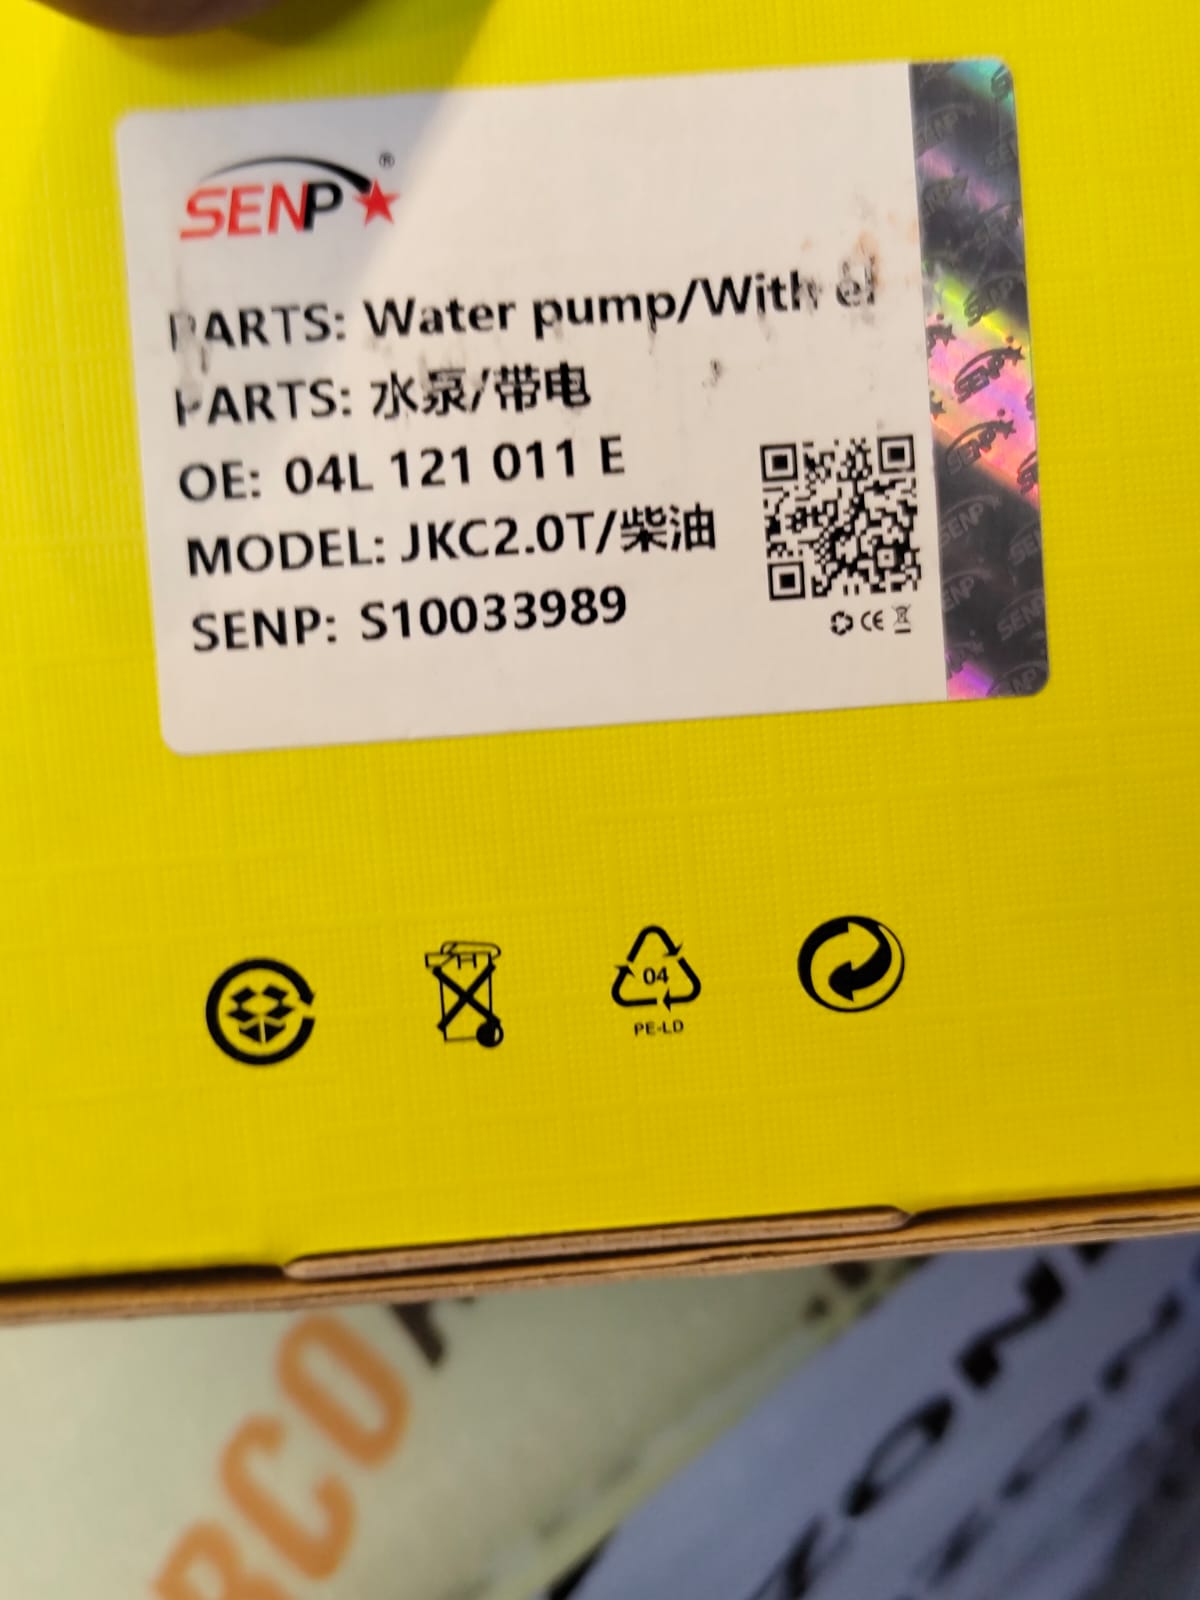 SENP ®
PARTS: Water pump/With el
PARTS: 水泵/带电
OE: 04L 121 011 E
MODEL: JKC2.0T/柴油
SENP: S10033989
CE
04
PE-LD
BCO